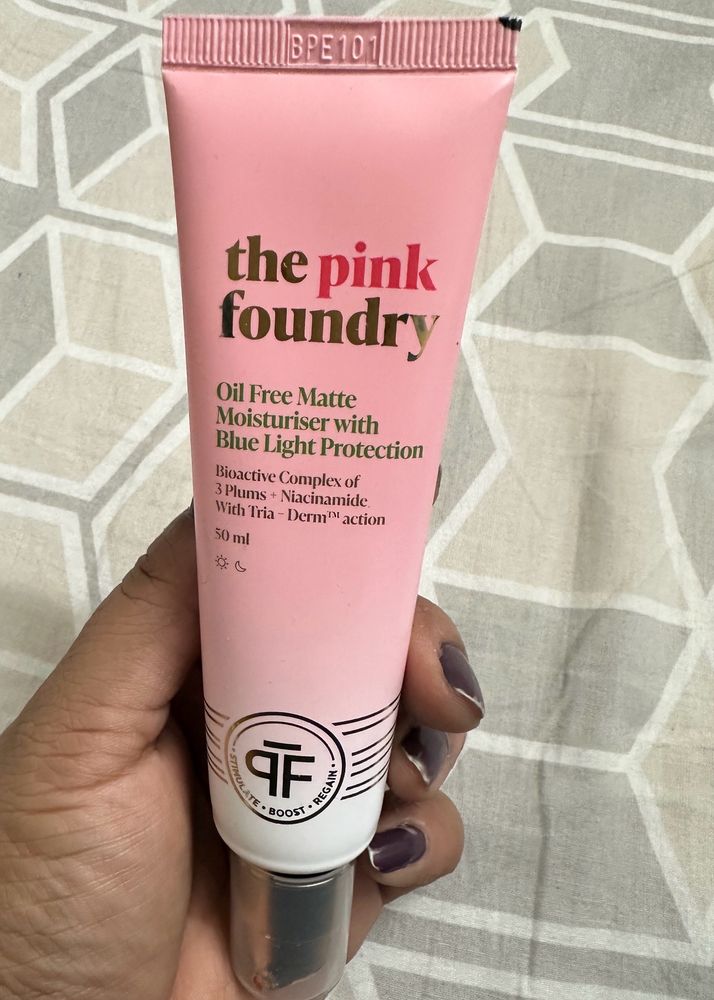 BPE101
the pink
foundry
Oil Free Matte
Moisturiser with
Blue Light Protection
Bioactive Complex of
3 Plums + Niacinamide
With Tria - Derm™ action
50 ml
PF
STIMULATE • BOOST • REGAIN •